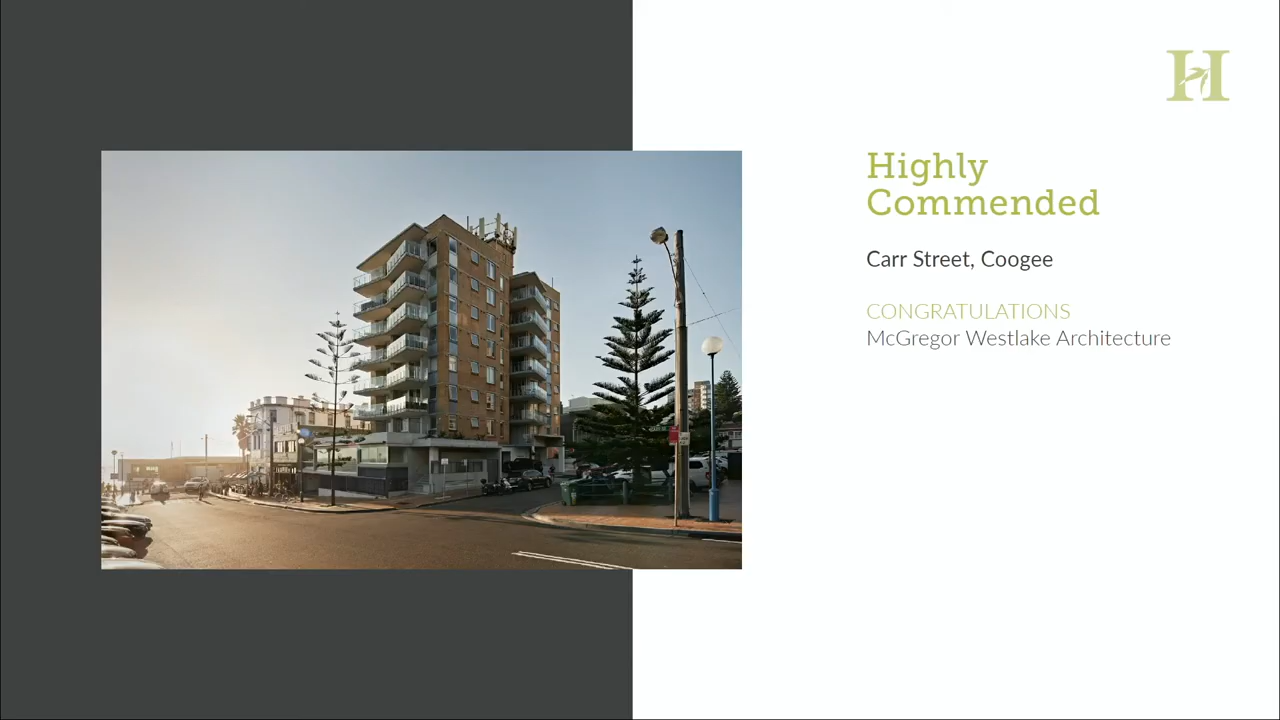 H
Highly
Commended
Carr Street, Coogee
CONGRATULATIONS
McGregor Westlake Architecture